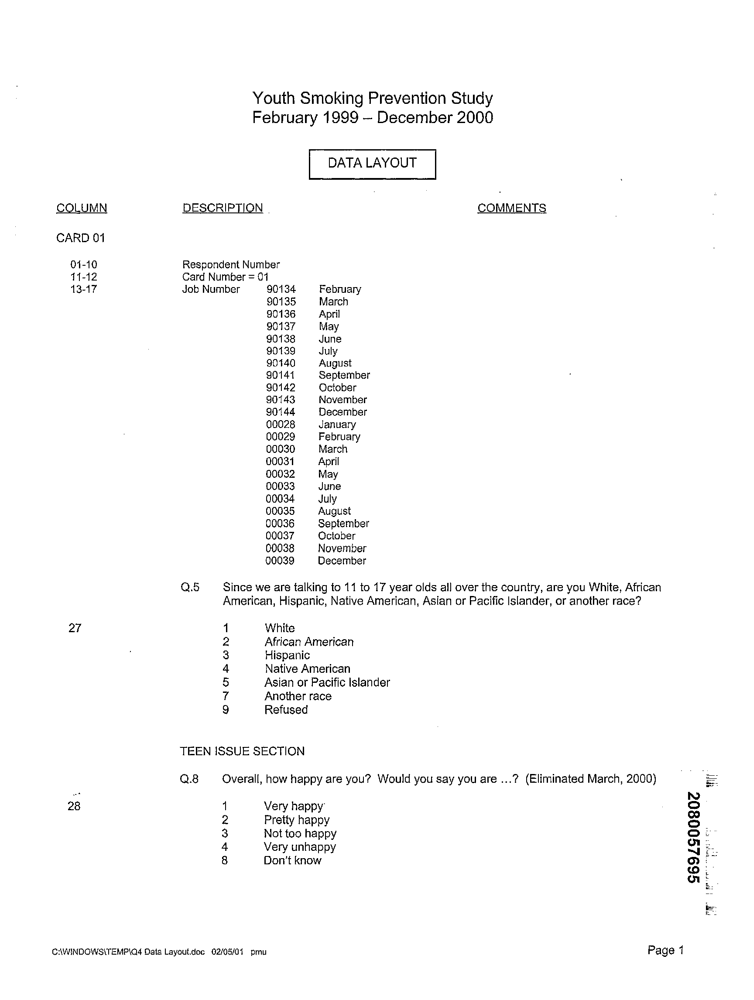 Youth Smoking Prevention Study
February 1999 – December 2000
DATA LAYOUT
COLUMN DESCRIPTION COMMENTS
CARD 01
01-10 Respondent Number
11-12 Card Number = 01
13-17 Job Number 90134 February
90135 March
90136 April
90137 May
90138 June
90139 July
90140 August
90141 September
90142 October
90143 November
90144 December
00028 January
00029 February
00030 March
00031 April
00032 May
00033 June
00034 July
00035 August
00036 September
00037 October
00038 November
00039 December
Q.5 Since we are talking to 11 to 17 year olds all over the country, are you White, African
American, Hispanic, Native American, Asian or Pacific Islander, or another race?
27 1 White
2 African American
3 Hispanic
4 Native American
5 Asian or Pacific Islander
7 Another race
9 Refused
TEEN ISSUE SECTION
Q.8 Overall, how happy are you? Would you say you are …? (Eliminated March, 2000)
28 1 Very happy
2 Pretty happy
3 Not too happy
4 Very unhappy
8 Don't know
2080057695
C:\WINDOWS\TEMP\Q4 Data Layout.doc 02/05/01 pmu Page 1